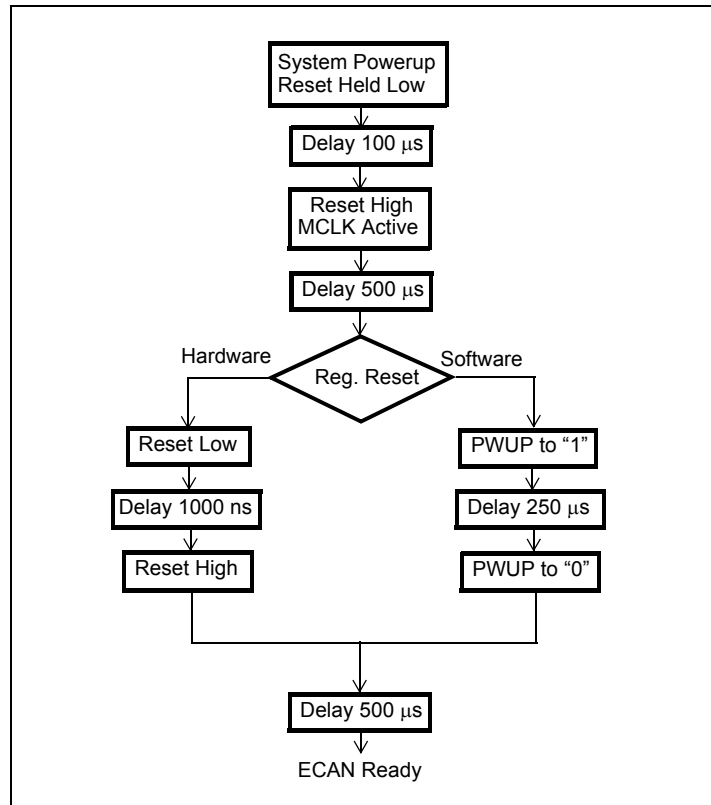 System Powerup
Reset Held Low
Delay 100 μs
Reset High
MCLK Active
Delay 500 μs
Hardware
Software
Reg. Reset
Reset Low
PWUP to “1”
Delay 1000 ns
Delay 250 μs
Reset High
PWUP to “0”
Delay 500 μs
ECAN Ready